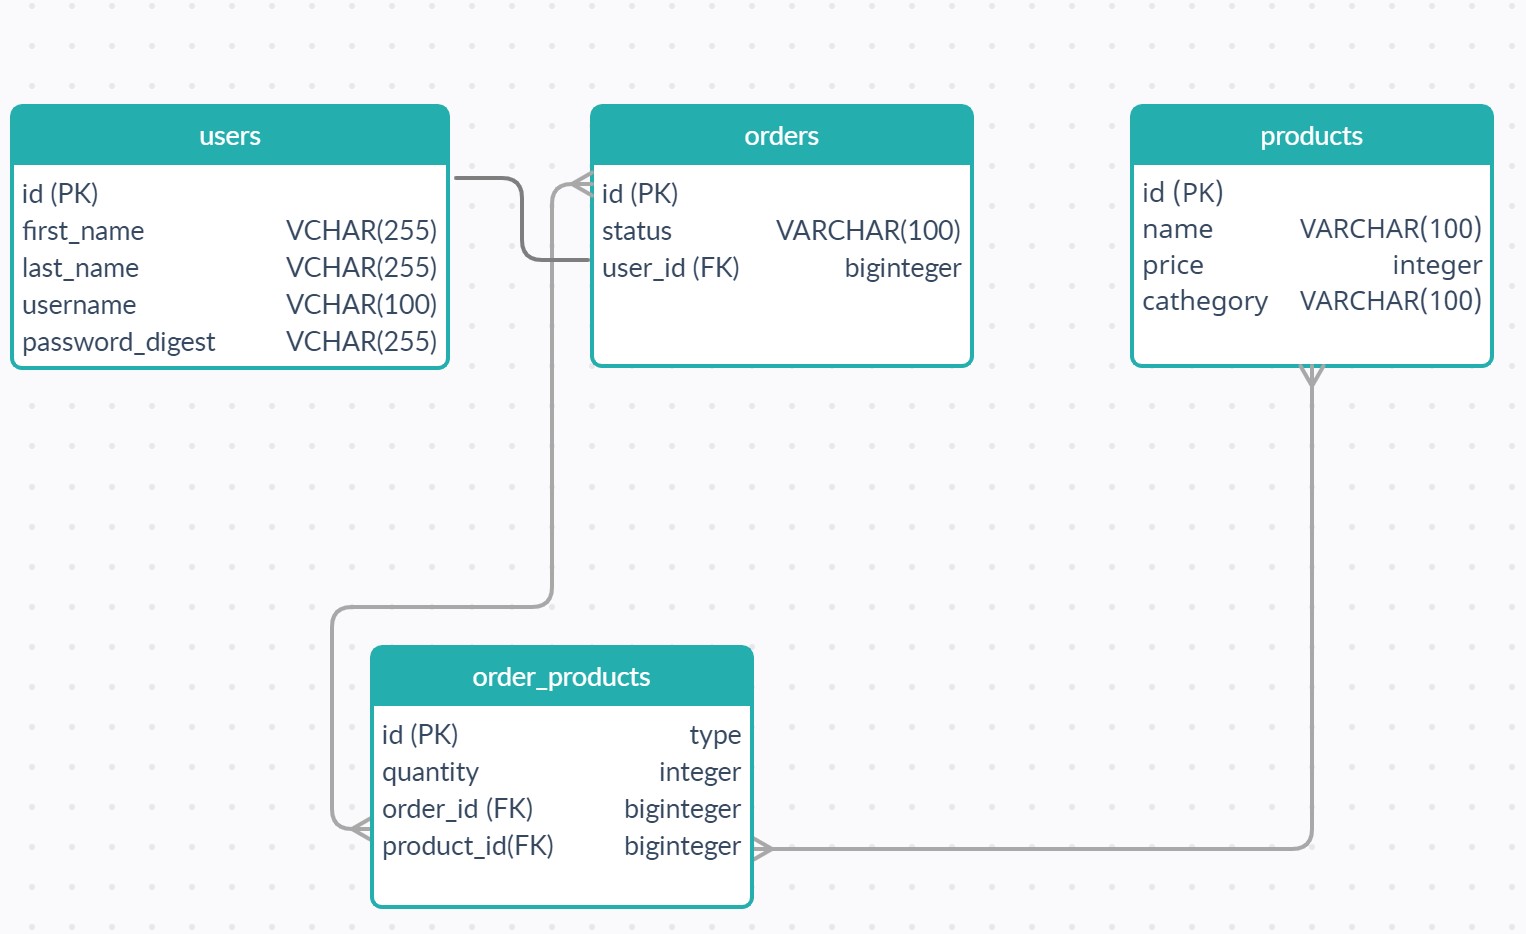 users
id (PK)
first_name VCHAR(255)
last_name VCHAR(255)
username VCHAR(100)
password_digest VCHAR(255)
orders
id (PK)
status VARCHAR(100)
user_id (FK) biginteger
products
id (PK)
name VARCHAR(100)
price integer
cathegory VARCHAR(100)
order_products
id (PK) type
quantity integer
order_id (FK) biginteger
product_id(FK) biginteger